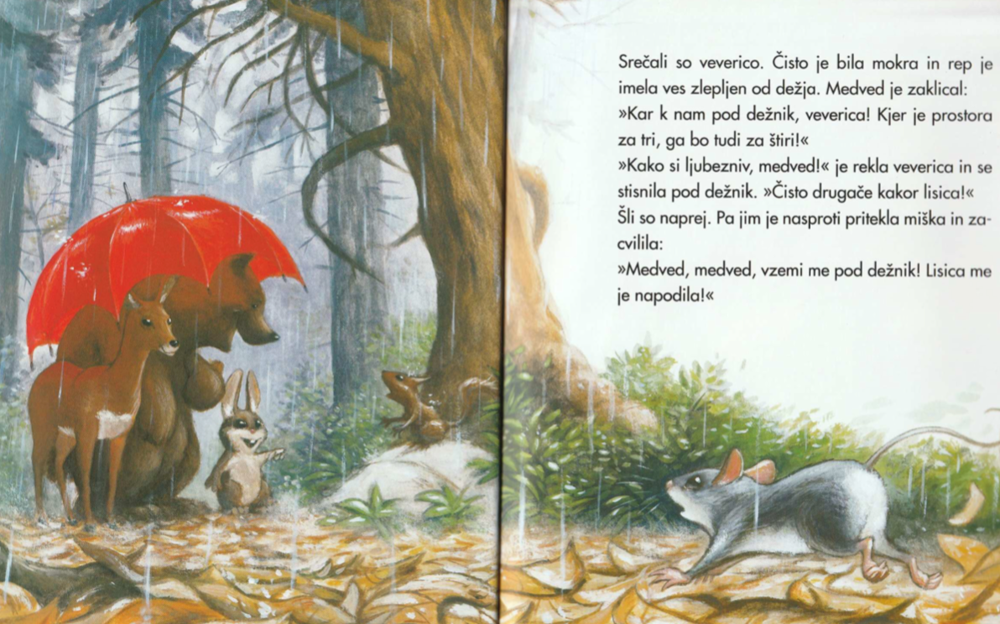 Srečali so veverico. Čisto je bila mokra in rep je
imela ves zlepljen od dežja. Medved je zaklical:
»Kar k nam pod dežnik, veverica! Kjer je prostora
za tri, ga bo tudi za štiri!«
»Kako si ljubezniv, medved!« je rekla veverica in se
stisnila pod dežnik. »Čisto drugače kakor lisica!«
Šli so naprej. Pa jim je nasproti pritekla miška in za-
cvilila:
»Medved, medved, vzemi me pod dežnik! Lisica me
je napodila!«